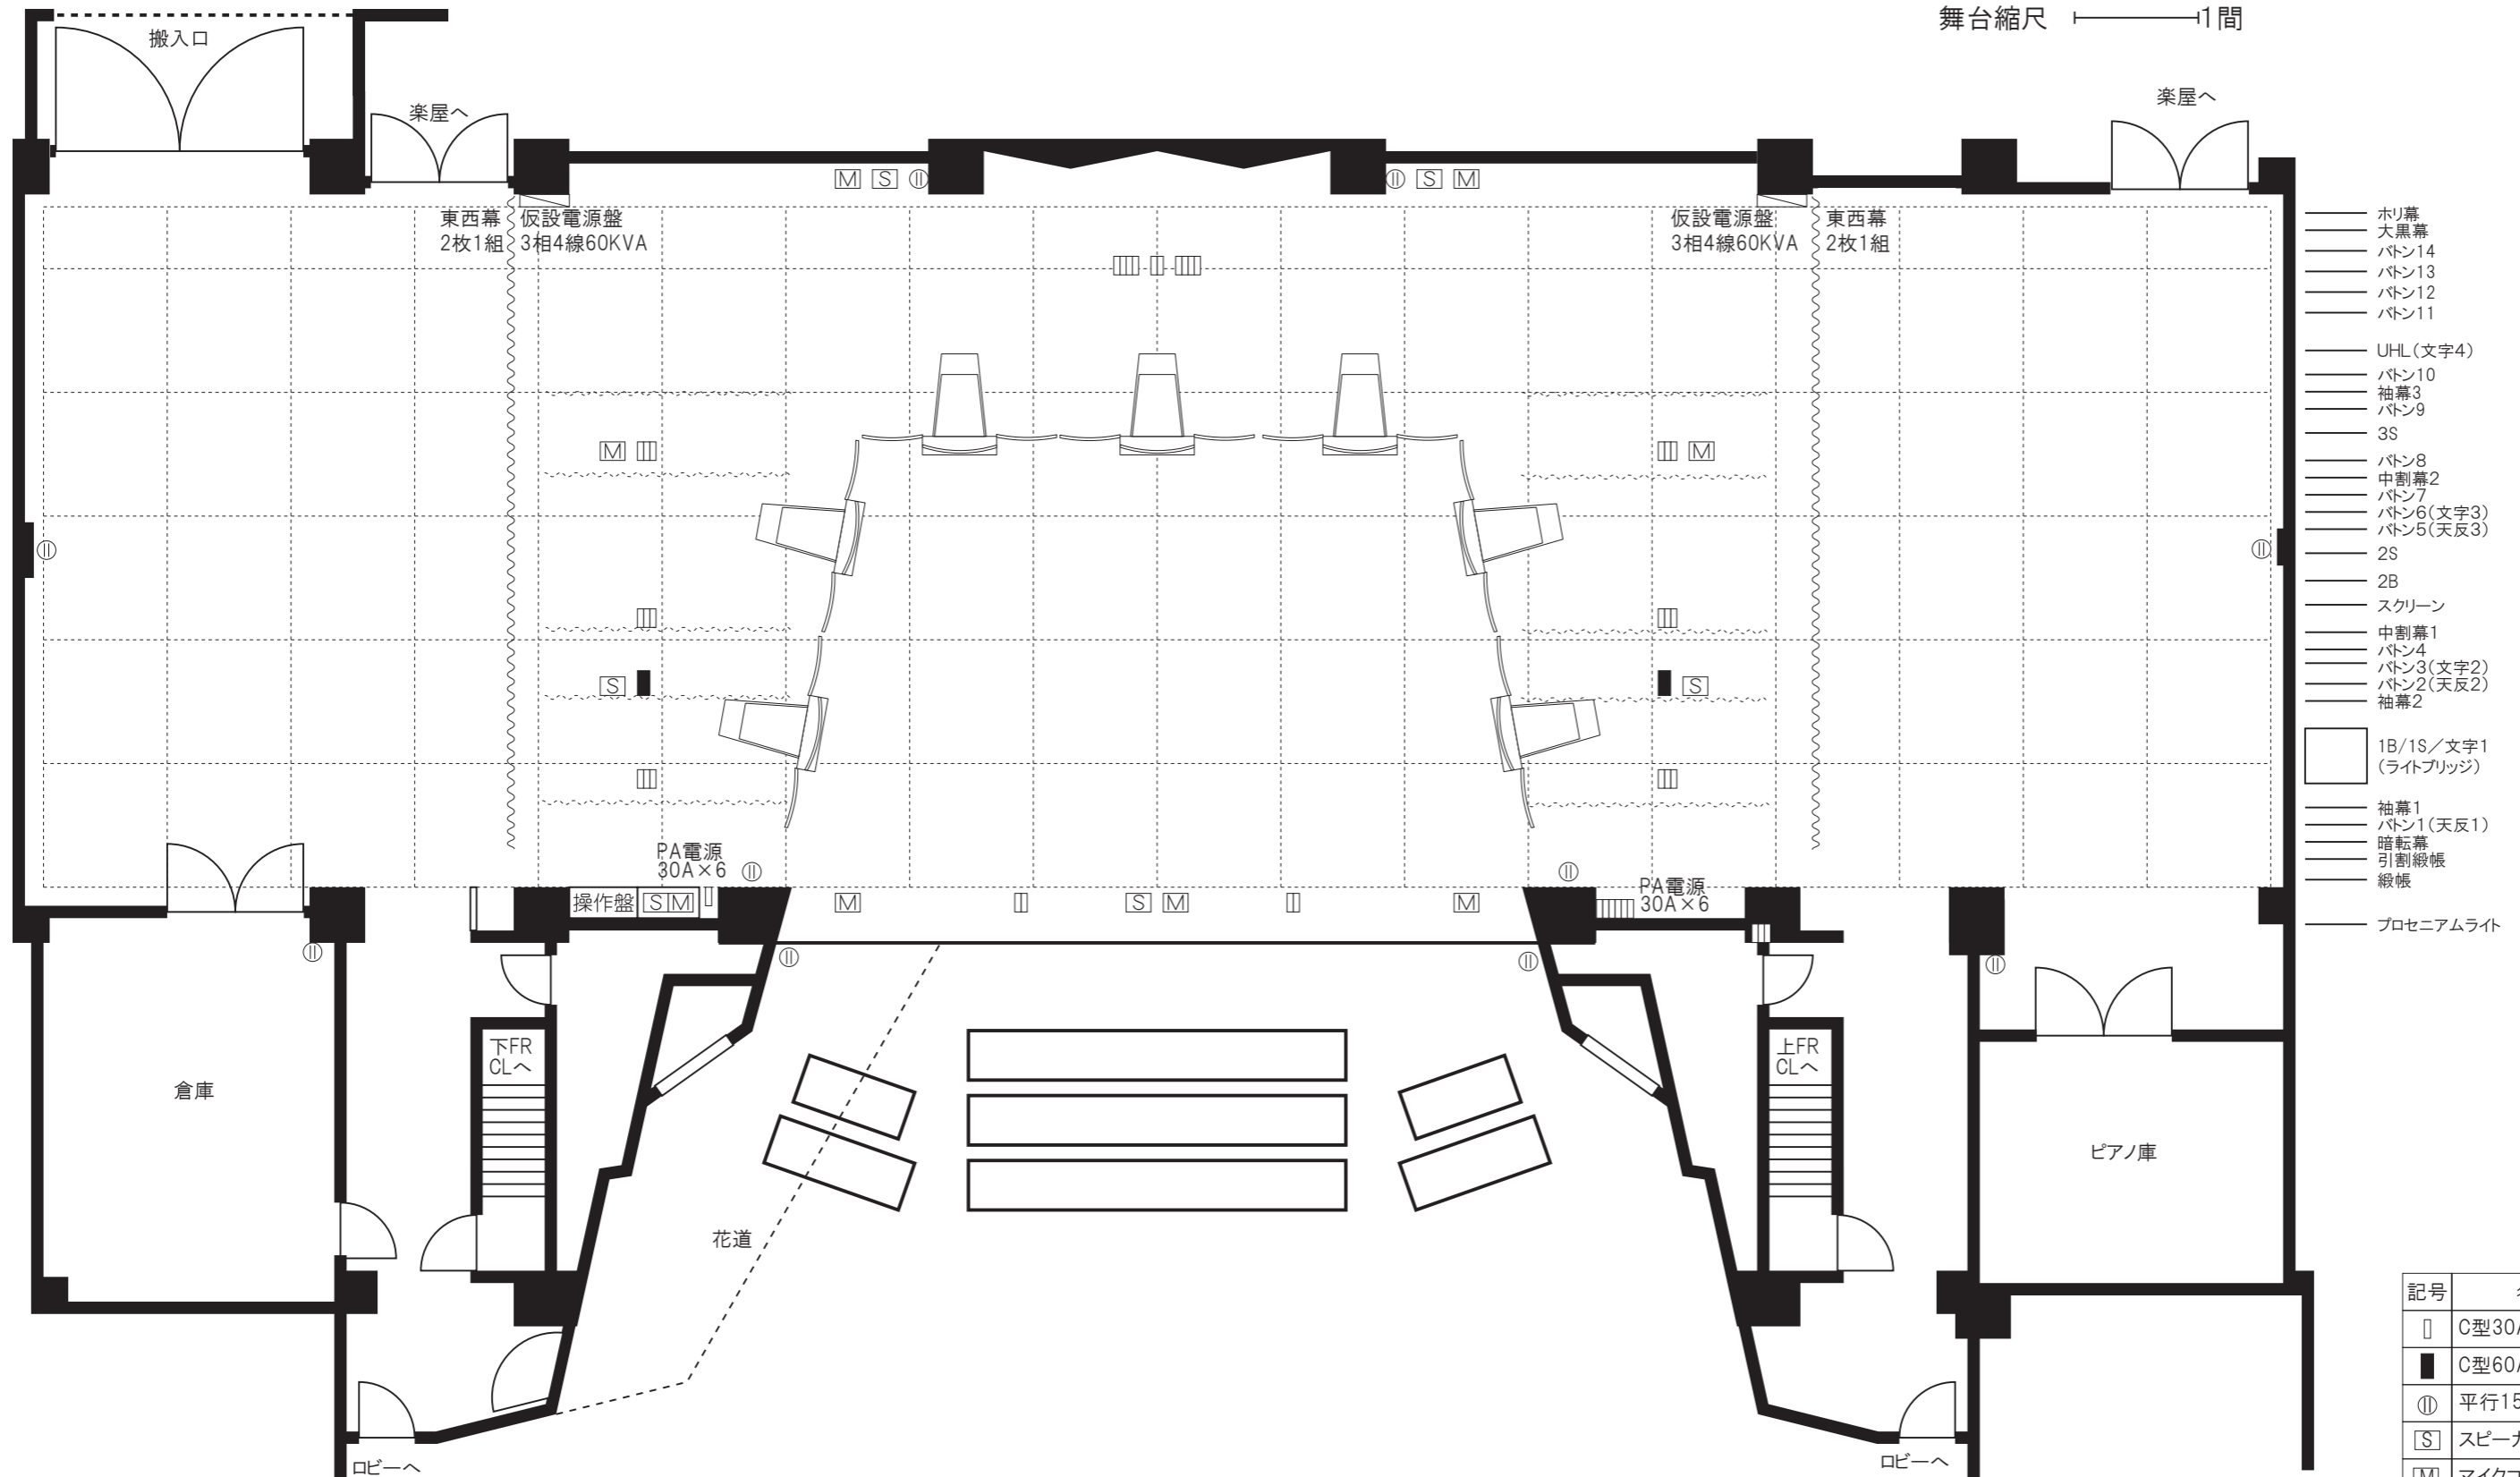 舞台縮尺
1間
搬入口
楽屋へ
楽屋へ
M S
S M
東西幕
2枚1組
仮設電源盤
3相4線60KVA
仮設電源盤
3相4線60KVA
東西幕
2枚1組
M
M
S
S
PA電源
30A×6
操作盤
S M
M
S M
M
PA電源
30A×6
下FR
CLへ
上FR
CLへ
倉庫
花道
ピアノ庫
ロビーへ
ロビーへ
ホリ幕
大黒幕
バトン14
バトン13
バトン12
バトン11
UHL(文字4)
バトン10
袖幕3
バトン9
3S
バトン8
中割幕2
バトン7
バトン6(文字3)
バトン5(天反3)
2S
2B
スクリーン
中割幕1
バトン4
バトン3(文字2)
バトン2(天反2)
袖幕2
1B/1S/文字1
(ライトブリッジ)
袖幕1
バトン1(天反1)
暗転幕
引割緞帳
緞帳
プロセニアムライト
記号
C型30
C型60
平行15
S スピー
M マイク